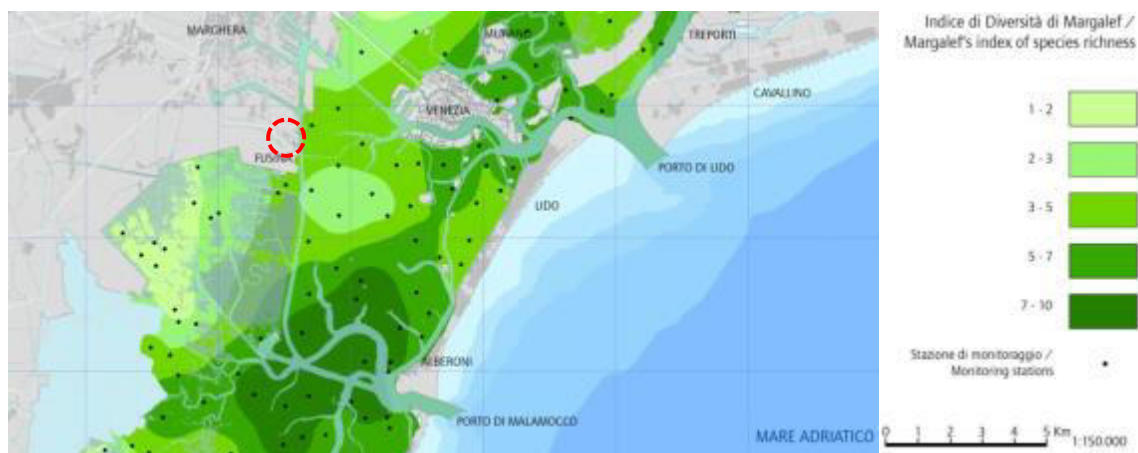 MARGHERA
MURANO
TREPORTI
CAVALLINO
VENEZIA
FUSINA
PORTO DI LIDO
LIDO
ALBERONI
PORTO DI MALAMOCCO
MARE ADRIATICO
Indice di Diversità di Margalef /
Margalef's index of species richness
1 - 2
2 - 3
3 - 5
5 - 7
7 - 10
Stazione di monitoraggio /
Monitoring stations
0 1 2 3 4 5 Km
1:150.000